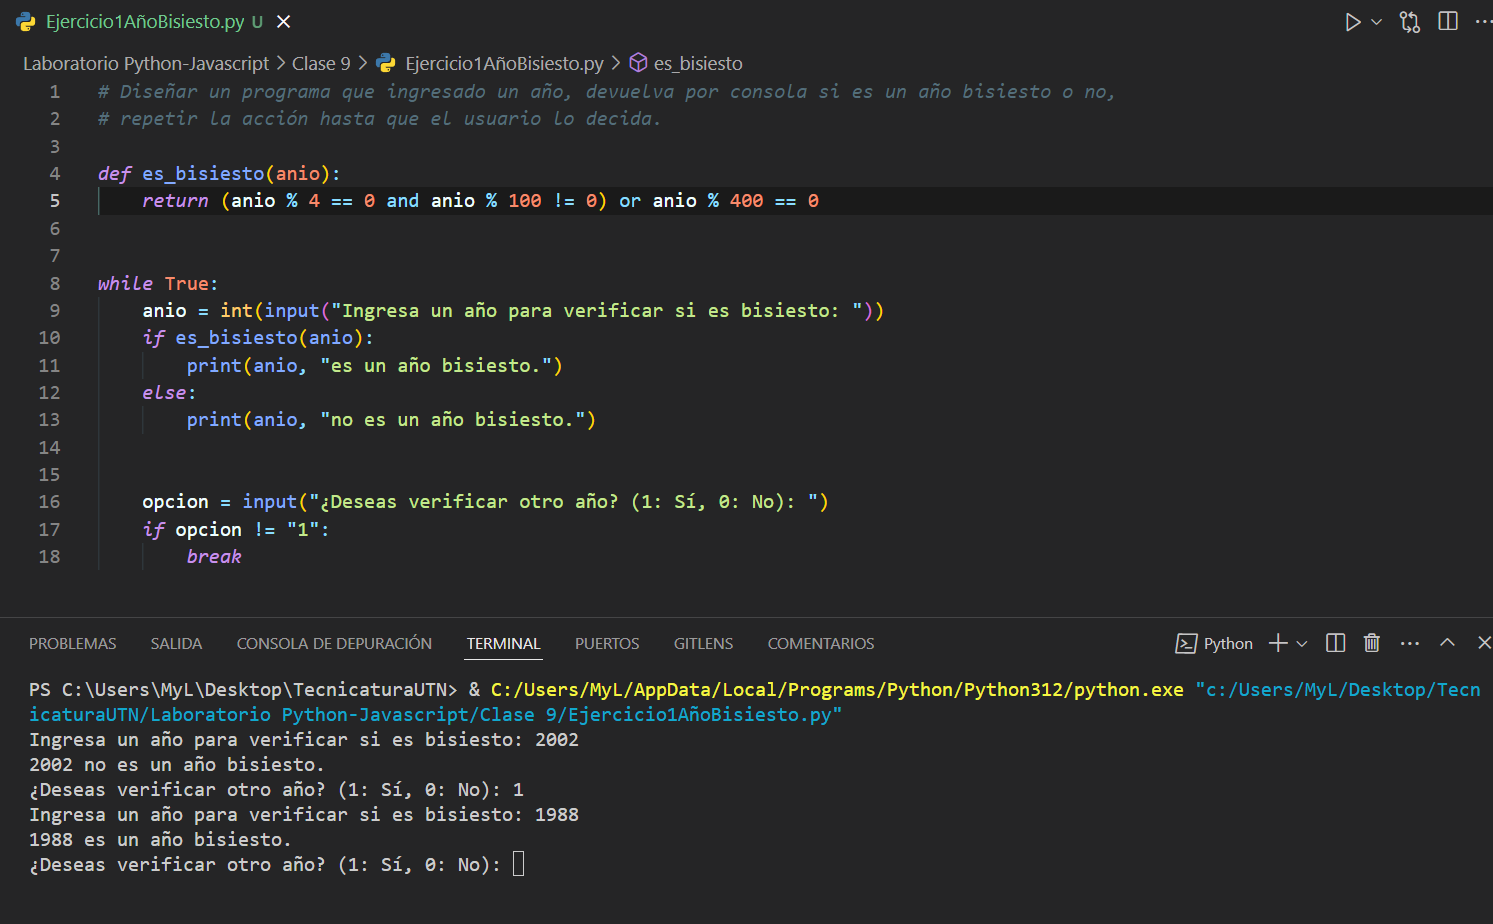 Ejercicio1AñoBisiesto.py U
Laboratorio Python-Javascript > Clase 9 > Ejercicio1AñoBisiesto.py > es_bisiesto
1 # Diseñar un programa que ingresado un año, devuelva por consola si es un año bisiesto o no,
2 # repetir la acción hasta que el usuario lo decida.
3
4 def es_bisiesto(anio):
5     return (anio % 4 == 0 and anio % 100 != 0) or anio % 400 == 0
6
7
8 while True:
9     anio = int(input("Ingresa un año para verificar si es bisiesto: "))
10     if es_bisiesto(anio):
11         print(anio, "es un año bisiesto.")
12     else:
13         print(anio, "no es un año bisiesto.")
14
15
16     opcion = input("¿Deseas verificar otro año? (1: Sí, 0: No): ")
17     if opcion != "1":
18         break
PROBLEMAS SALIDA CONSOLA DE DEPURACIÓN TERMINAL PUERTOS GITLENS COMENTARIOS Python
PS C:\Users\MyL\Desktop\TecnicaturaUTN> & C:/Users/MyL/AppData/Local/Programs/Python/Python312/python.exe "c:/Users/MyL/Desktop/Tecn
icaturaUTN/Laboratorio Python-Javascript/Clase 9/Ejercicio1AñoBisiesto.py"
Ingresa un año para verificar si es bisiesto: 2002
2002 no es un año bisiesto.
¿Deseas verificar otro año? (1: Sí, 0: No): 1
Ingresa un año para verificar si es bisiesto: 1988
1988 es un año bisiesto.
¿Deseas verificar otro año? (1: Sí, 0: No):